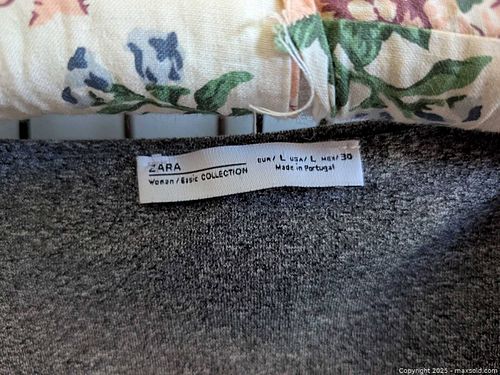 ZARA
Woman / Basic COLLECTION
EUR/ L USA/ L MEX/ 30
Made in Portugal
Copyright 2025 - maxsold.com